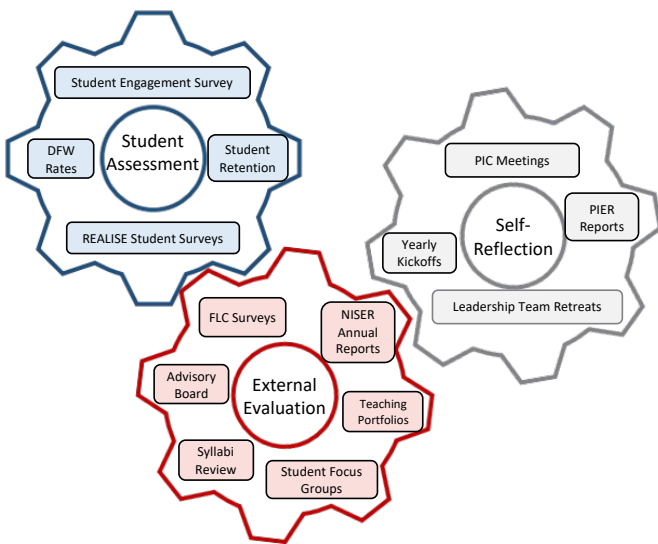 Student Engagement Survey
Student
Assessment
DFW
Rates
Student
Retention
REALISE Student Surveys
PIC Meetings
Self-
Reflection
PIER
Reports
Yearly
Kickoffs
Leadership Team Retreats
FLC Surveys
NISER
Annual
Reports
External
Evaluation
Advisory
Board
Teaching
Portfolios
Syllabi
Review
Student Focus
Groups